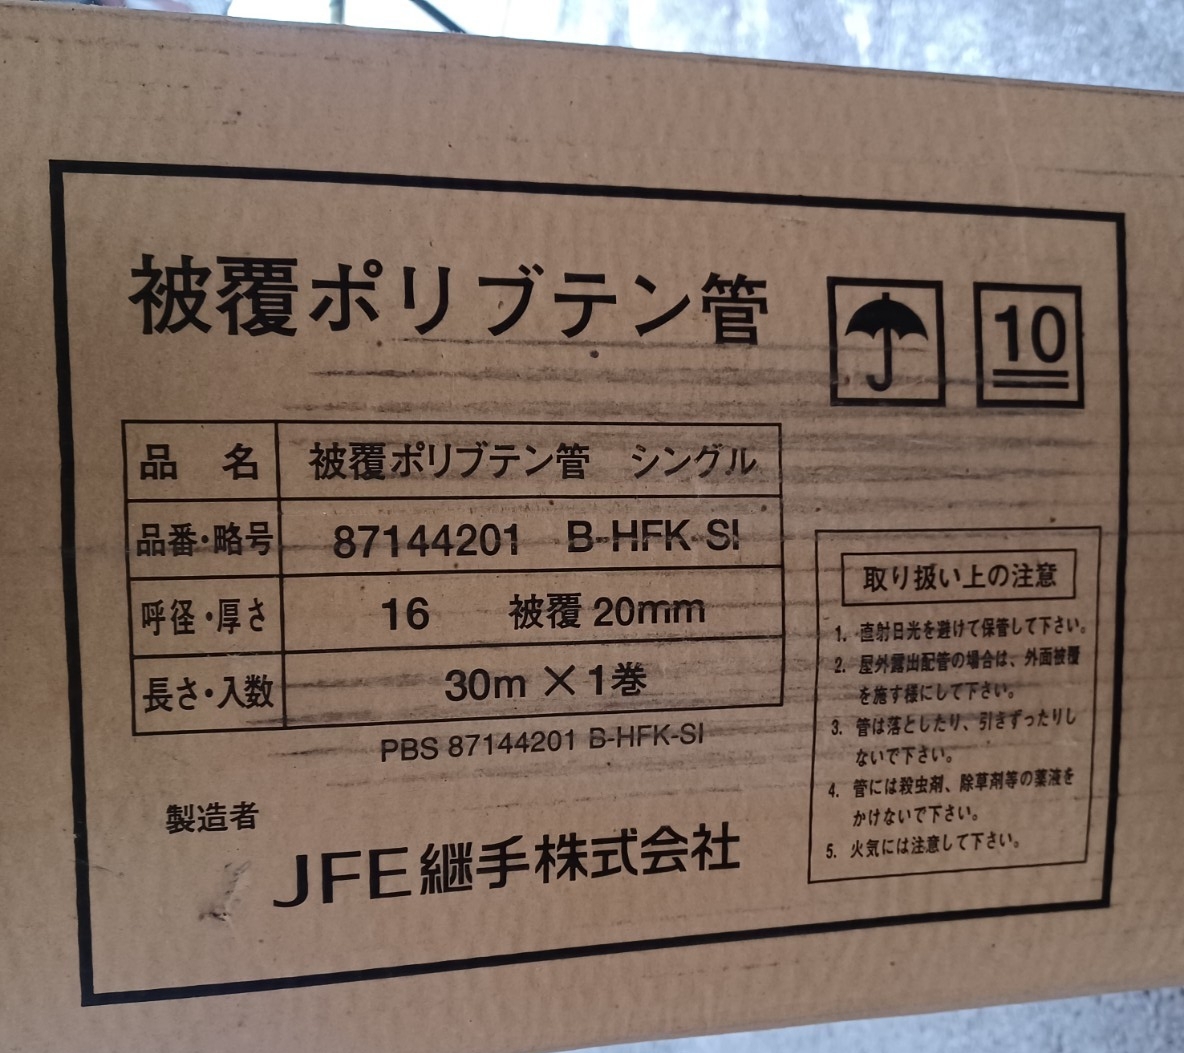 被覆ポリブテン管
10
品 名 被覆ポリブテン管 シングル
品番・略号 87144201 B-HFK-SI
呼径・厚さ 16 被覆 20mm
長さ・入数 30m × 1巻
PBS 87144201 B-HFK-SI
製造者
JFE継手株式会社
取り扱い上の注意
1. 直射日光を避けて保管して下さい。
2. 屋外露出配管の場合は、外面被覆
を施す様にして下さい。
3. 管は落としたり、引きずったりし
ないで下さい。
4. 管には殺虫剤、除草剤等の薬液を
かけないで下さい。
5. 火気には注意して下さい。